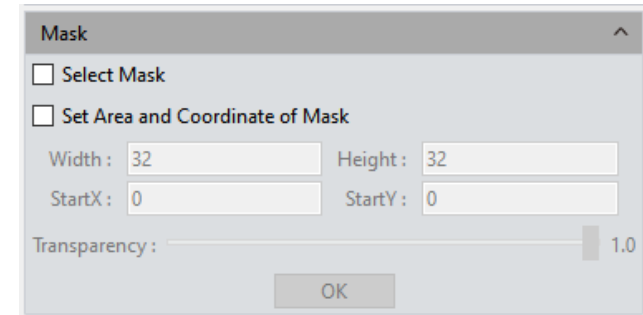 Mask
Select Mask
Set Area and Coordinate of Mask
Width : 32 Height : 32
StartX : 0 StartY : 0
Transparency : 1.0
OK